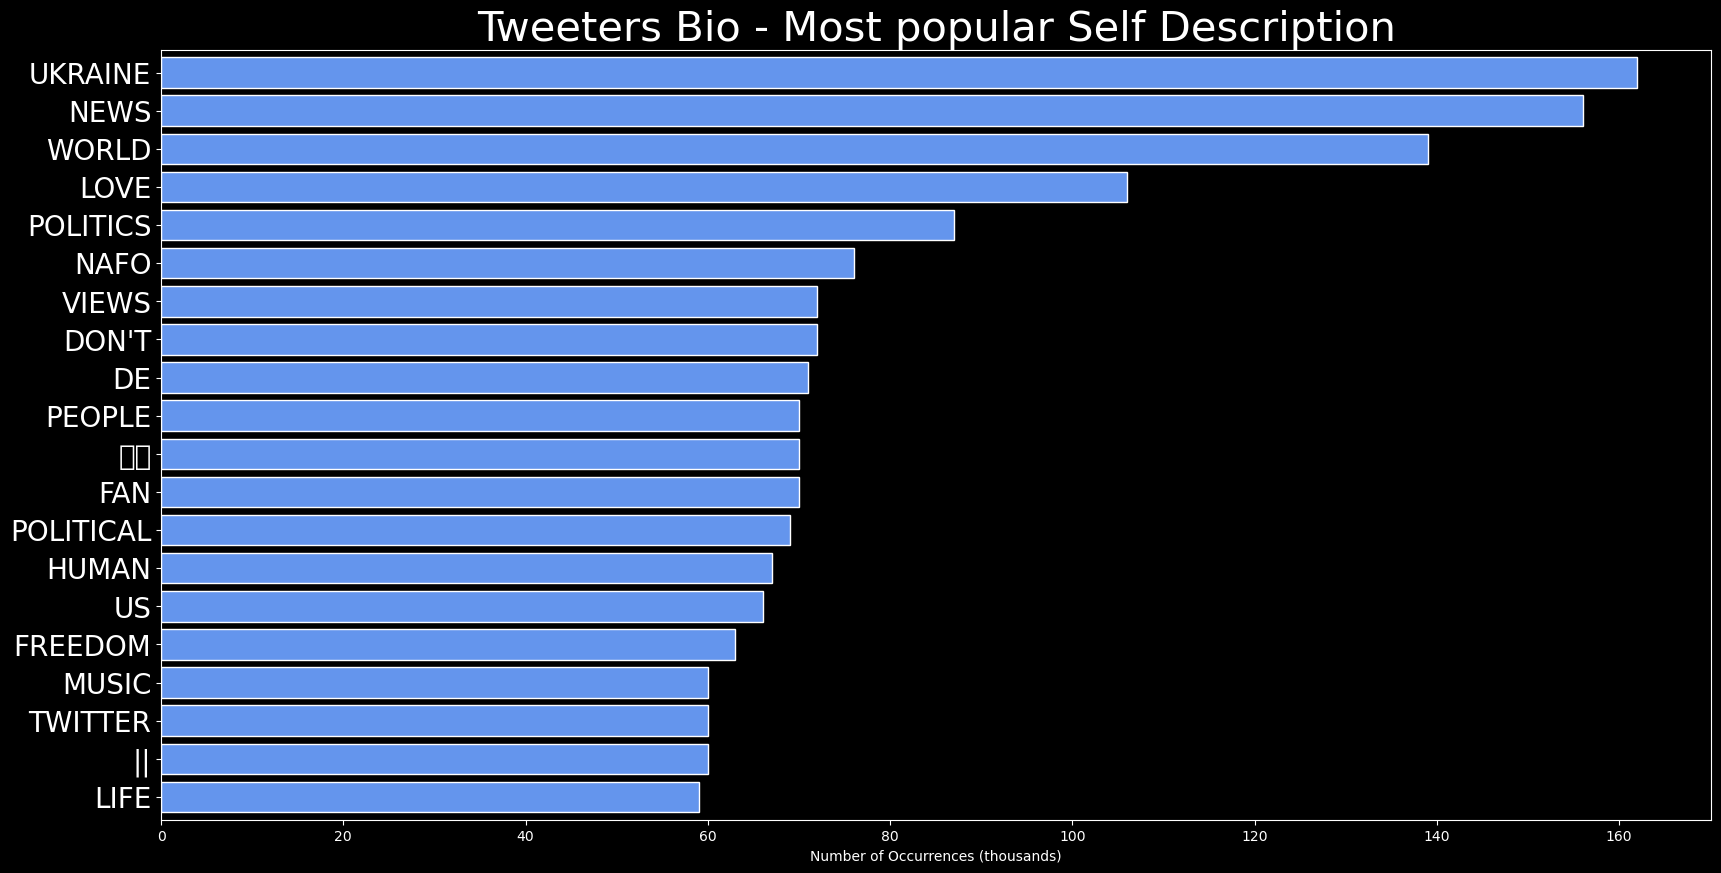 Tweeters Bio - Most popular Self Description
UKRAINE
NEWS
WORLD
LOVE
POLITICS
NAFO
VIEWS
DON'T
DE
PEOPLE
FAN
POLITICAL
HUMAN
US
FREEDOM
MUSIC
TWITTER
||
LIFE
0 20 40 60 80 100 120 140 160
Number of Occurrences (thousands)